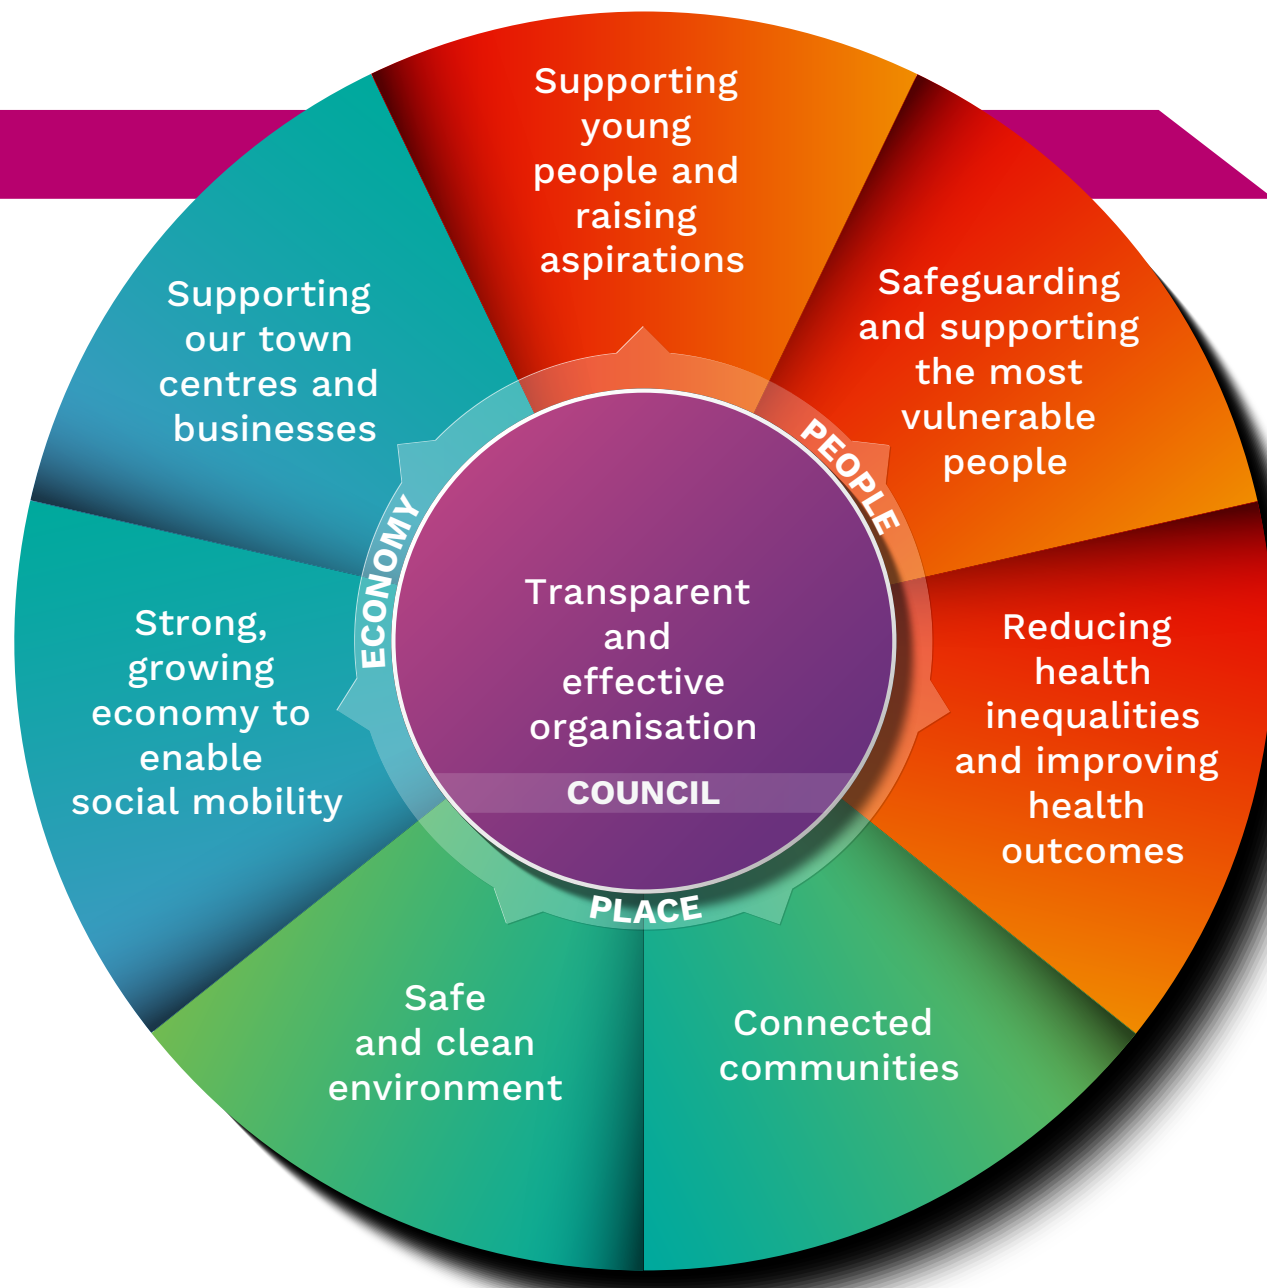 Supporting
young
people and
raising
aspirations
Safeguarding
and supporting
the most
vulnerable
people
Reducing
health
inequalities
and improving
health
outcomes
Connected
communities
Safe
and clean
environment
Strong,
growing
economy to
enable
social mobility
Supporting
our town
centres and
businesses
PEOPLE
ECONOMY
PLACE
Transparent
and
effective
organisation
COUNCIL